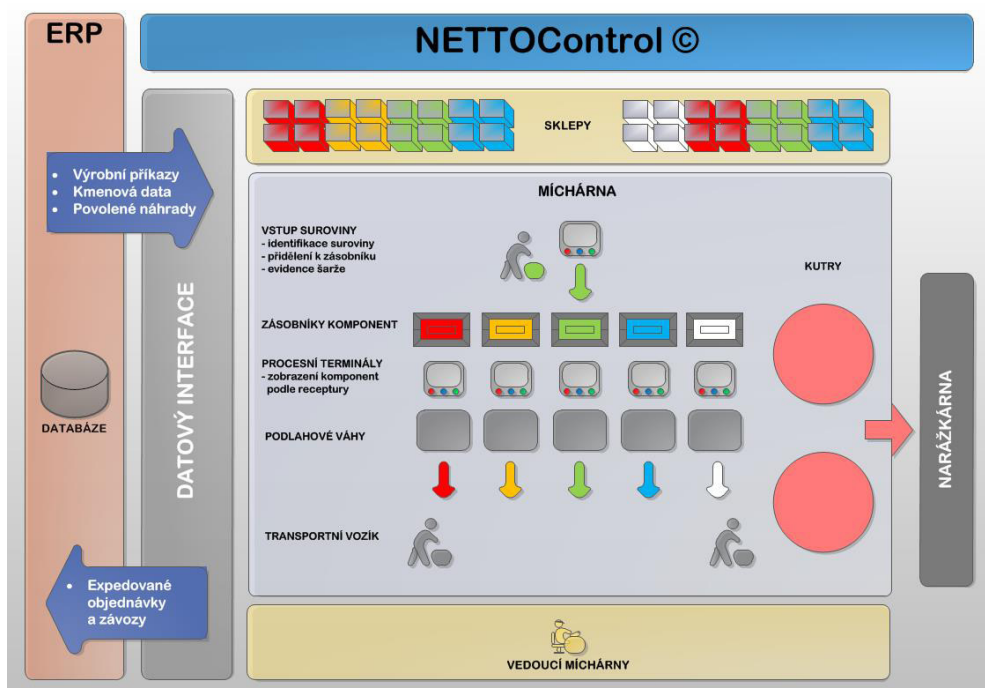 ERP
NETTOControl ©
SKLEPY
• Výrobní příkazy
• Kmenová data
• Povolené náhrady
DATOVÝ INTERFACE
MÍCHÁRNA
VSTUP SUROVINY
- identifikace suroviny
- přidělení k zásobníku
- evidence šarže
KUTRY
ZÁSOBNÍKY KOMPONENT
PROCESNÍ TERMINÁLY
- zobrazení komponent
podle receptury
DATABÁZE
PODLAHOVÉ VÁHY
NARÁŽKÁRNA
TRANSPORTNÍ VOZÍK
• Expedované
objednávky
a závozy
VEDOUCÍ MÍCHÁRNY